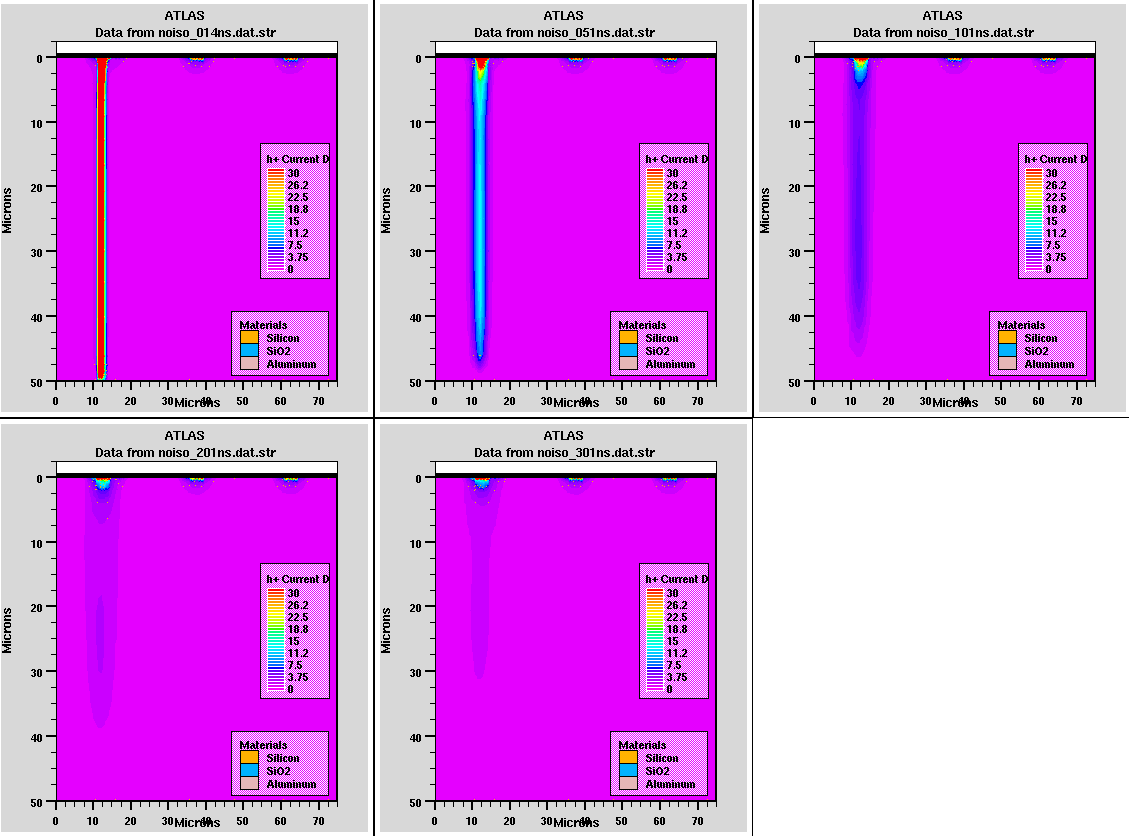 ATLAS
Data from noiso_014ns.dat.str
0
10
20
30
40
50
Microns
h+ Current D
30
26.2
22.5
18.8
15
11.2
7.5
3.75
0
Materials
Silicon
SiO2
Aluminum
0 10 20 30 40 50 60 70
Microns
ATLAS
Data from noiso_051ns.dat.str
0
10
20
30
40
50
Microns
h+ Current D
30
26.2
22.5
18.8
15
11.2
7.5
3.75
0
Materials
Silicon
SiO2
Aluminum
0 10 20 30 40 50 60 70
Microns
ATLAS
Data from noiso_101ns.dat.str
0
10
20
30
40
50
Microns
h+ Current D
30
26.2
22.5
18.8
15
11.2
7.5
3.75
0
Materials
Silicon
SiO2
Aluminum
0 10 20 30 40 50 60 70
Microns
ATLAS
Data from noiso_201ns.dat.str
0
10
20
30
40
50
Microns
h+ Current D
30
26.2
22.5
18.8
15
11.2
7.5
3.75
0
Materials
Silicon
SiO2
Aluminum
0 10 20 30 40 50 60 70
Microns
ATLAS
Data from noiso_301ns.dat.str
0
10
20
30
40
50
Microns
h+ Current D
30
26.2
22.5
18.8
15
11.2
7.5
3.75
0
Materials
Silicon
SiO2
Aluminum
0 10 20 30 40 50 60 70
Microns